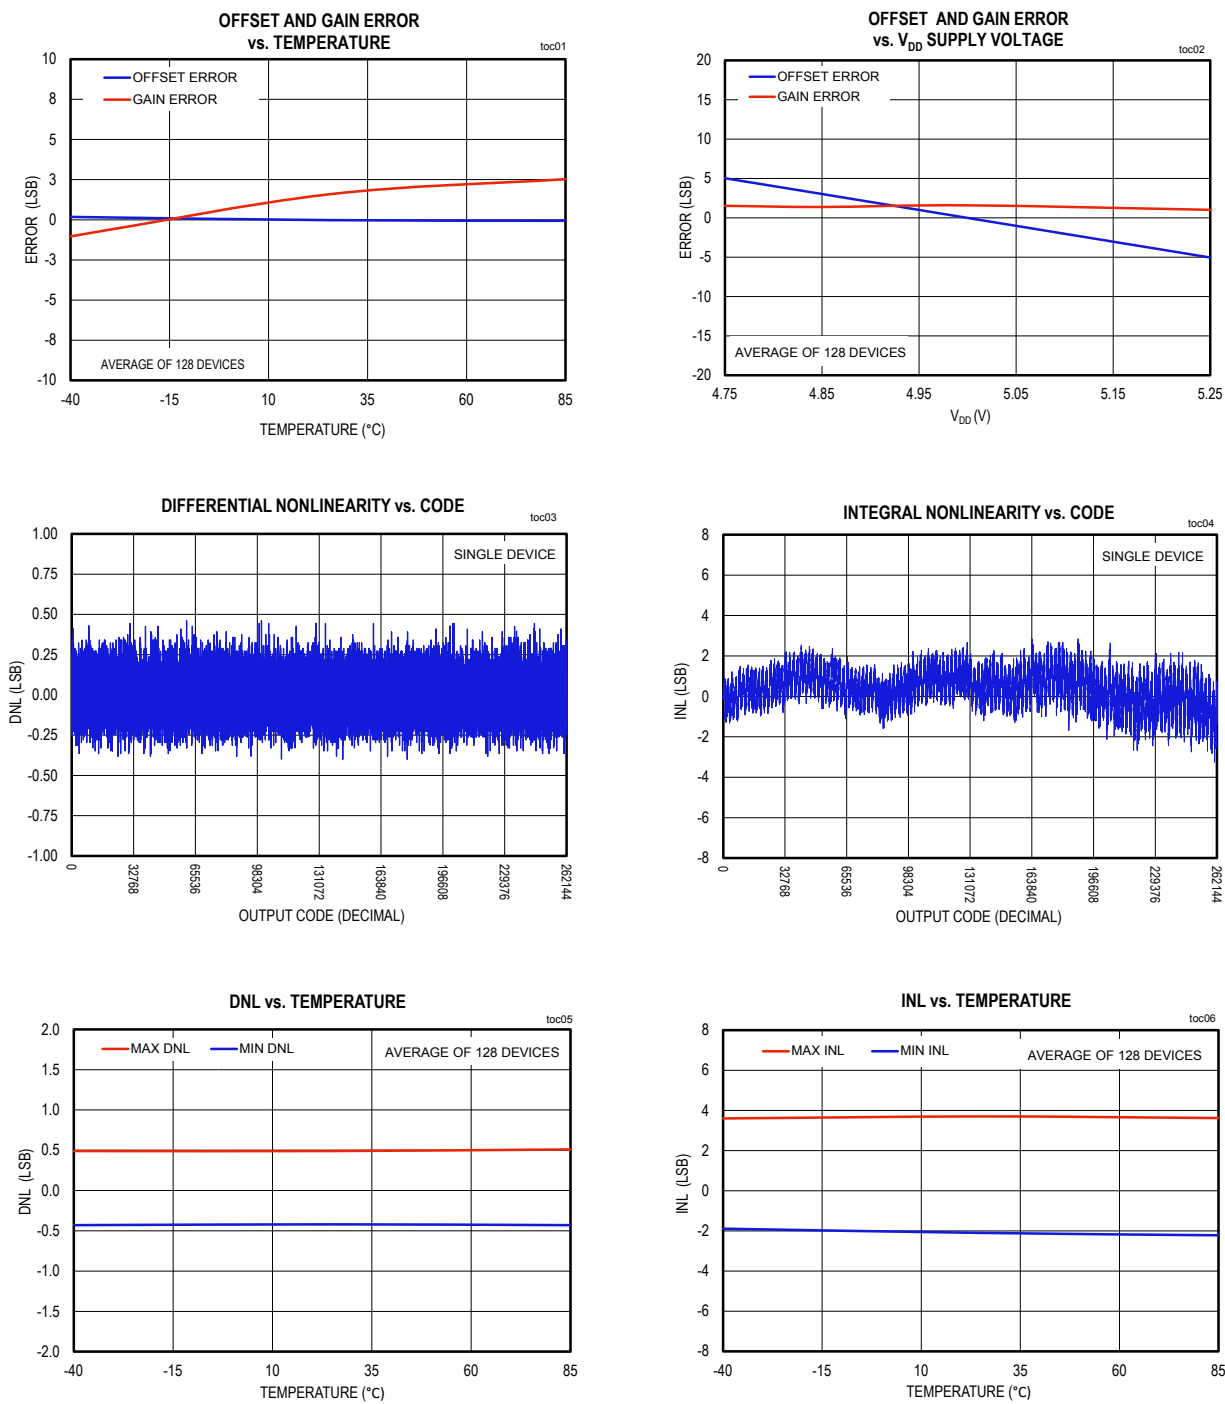 OFFSET AND GAIN ERROR
vs. TEMPERATURE
toc01
10
8
5
3
0
-3
-5
-8
-10
ERROR (LSB)
OFFSET ERROR
GAIN ERROR
AVERAGE OF 128 DEVICES
-40 -15 10 35 60 85
TEMPERATURE (°C)
OFFSET AND GAIN ERROR
vs. VDD SUPPLY VOLTAGE
toc02
20
15
10
5
0
-5
-10
-15
-20
ERROR (LSB)
OFFSET ERROR
GAIN ERROR
AVERAGE OF 128 DEVICES
4.75 4.85 4.95 5.05 5.15 5.25
VDD (V)
DIFFERENTIAL NONLINEARITY vs. CODE
toc03
1.00
0.75
0.50
0.25
0.00
-0.25
-0.50
-0.75
-1.00
DNL (LSB)
SINGLE DEVICE
0 32768 65536 98304 131072 163840 196608 229376 262144
OUTPUT CODE (DECIMAL)
INTEGRAL NONLINEARITY vs. CODE
toc04
8
6
4
2
0
-2
-4
-6
-8
INL (LSB)
SINGLE DEVICE
0 32768 65536 98304 131072 163840 196608 229376 262144
OUTPUT CODE (DECIMAL)
DNL vs. TEMPERATURE
toc05
2.0
1.5
1.0
0.5
0.0
-0.5
-1.0
-1.5
-2.0
DNL (LSB)
MAX DNL MIN DNL
AVERAGE OF 128 DEVICES
-40 -15 10 35 60 85
TEMPERATURE (°C)
INL vs. TEMPERATURE
toc06
8
6
4
2
0
-2
-4
-6
-8
INL (LSB)
MAX INL MIN INL
AVERAGE OF 128 DEVICES
-40 -15 10 35 60 85
TEMPERATURE (°C)